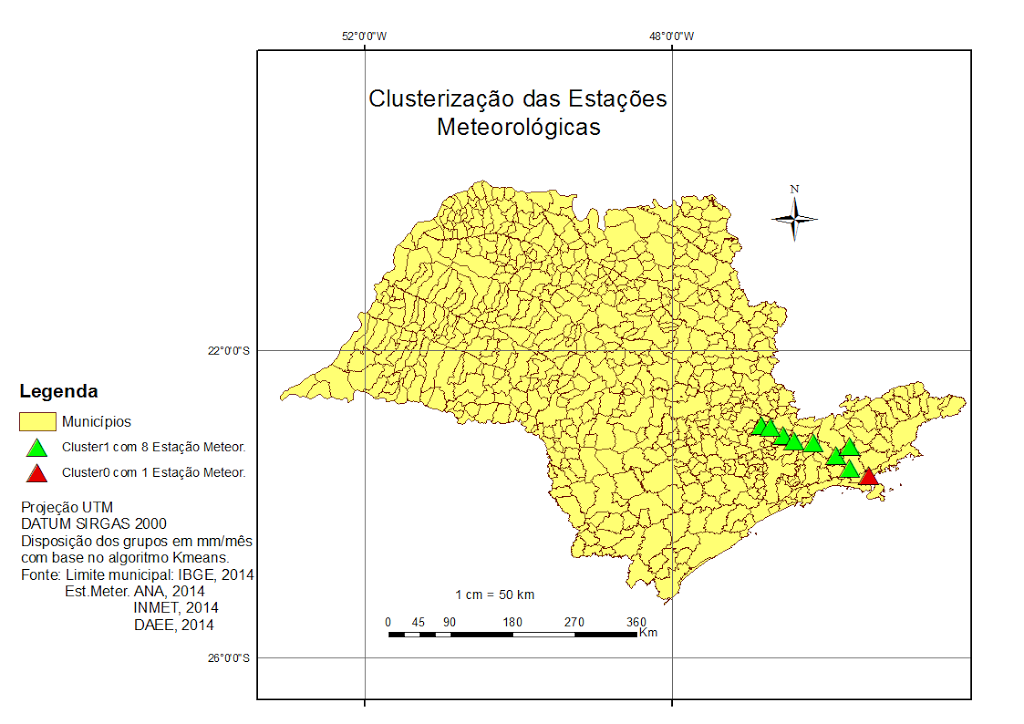 52°0'0"W
48°0'0"W
Clusterização das Estações
Meteorológicas
N
22°0'0"S
Legenda
Municípios
Cluster1 com 8 Estação Meteor.
Cluster0 com 1 Estação Meteor.
Projeção UTM
DATUM SIRGAS 2000
Disposição dos grupos em mm/mês
com base no algoritmo Kmeans.
Fonte: Limite municipal: IBGE, 2014
Est.Meter. ANA, 2014
INMET, 2014
DAEE, 2014
1 cm = 50 km
0 45 90 180 270 360
Km
26°0'0"S